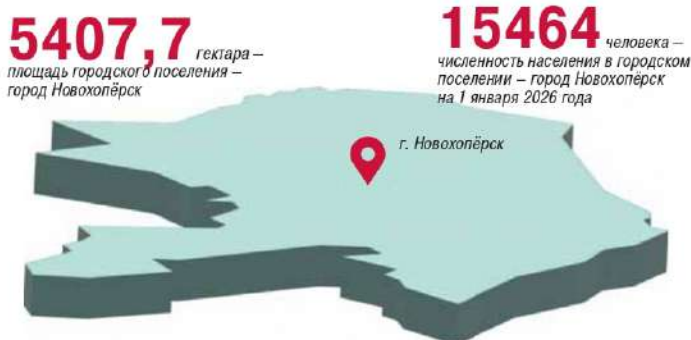 5407,7 гектара –
площадь городского поселения –
город Новохопёрск
15464 человека –
численность населения в городском
поселении – город Новохопёрск
на 1 января 2026 года
г. Новохопёрск